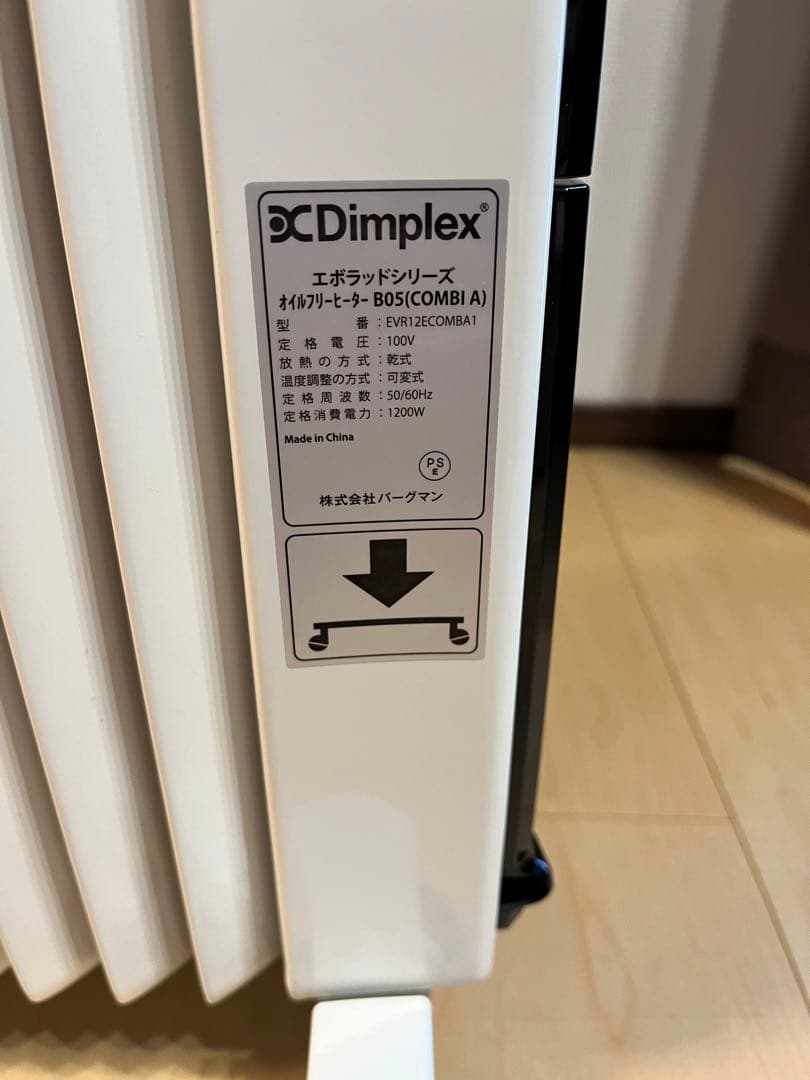 Dimplex®
エボラッドシリーズ
ｵｲﾙﾌﾘｰﾋｰﾀｰ B05(COMBI A)
型番：EVR12ECOMBA1
定格電圧：100V
放熱の方式：乾式
温度調整の方式：可変式
定格周波数：50/60Hz
定格消費電力：1200W
Made in China
PS
E
株式会社バーグマン